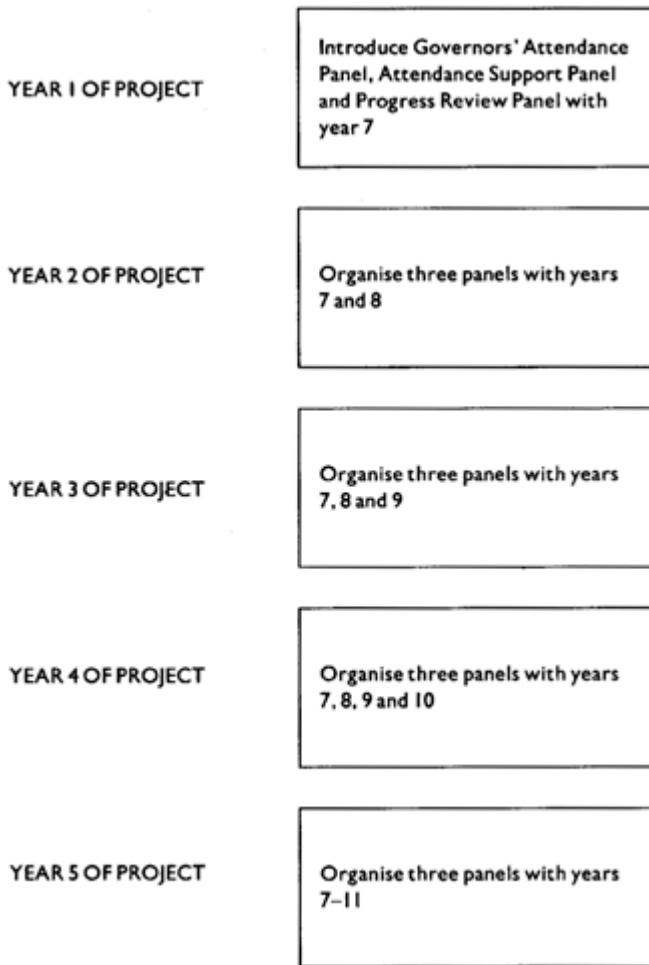 YEAR 1 OF PROJECT
Introduce Governors' Attendance
Panel, Attendance Support Panel
and Progress Review Panel with
year 7
YEAR 2 OF PROJECT
Organise three panels with years
7 and 8
YEAR 3 OF PROJECT
Organise three panels with years
7, 8 and 9
YEAR 4 OF PROJECT
Organise three panels with years
7, 8, 9 and 10
YEAR 5 OF PROJECT
Organise three panels with years
7–11